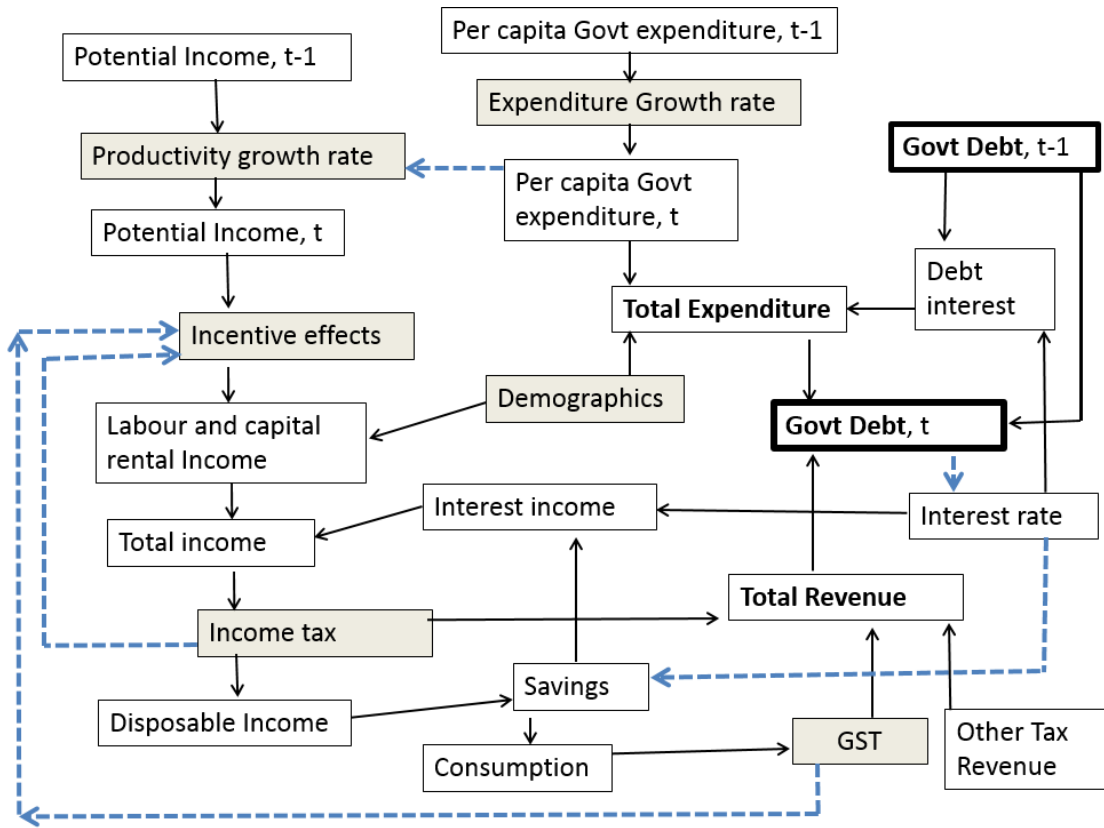 Per capita Govt expenditure, t-1
Potential Income, t-1
Expenditure Growth rate
Productivity growth rate
Govt Debt, t-1
Per capita Govt
expenditure, t
Potential Income, t
Debt
interest
Total Expenditure
Incentive effects
Demographics
Labour and capital
rental Income
Govt Debt, t
Interest income
Interest rate
Total income
Total Revenue
Income tax
Savings
Disposable Income
GST
Other Tax
Revenue
Consumption